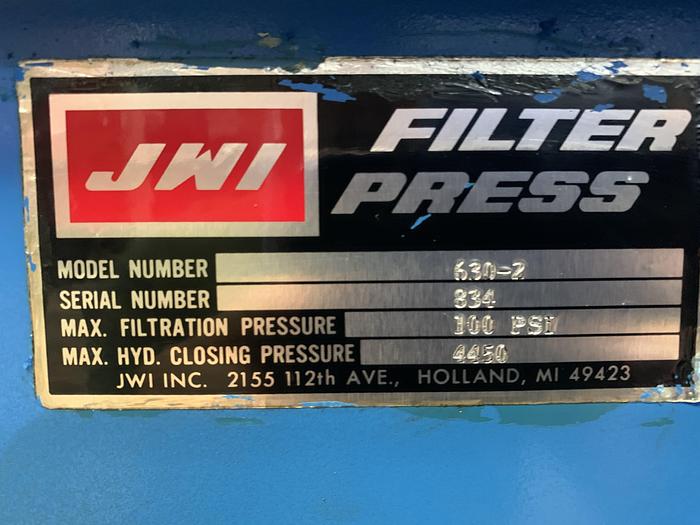 JWI
FILTER
PRESS
MODEL NUMBER 630-2
SERIAL NUMBER 834
MAX. FILTRATION PRESSURE 100 PSI
MAX. HYD. CLOSING PRESSURE 4450
JWI INC. 2155 112th AVE., HOLLAND, MI 49423